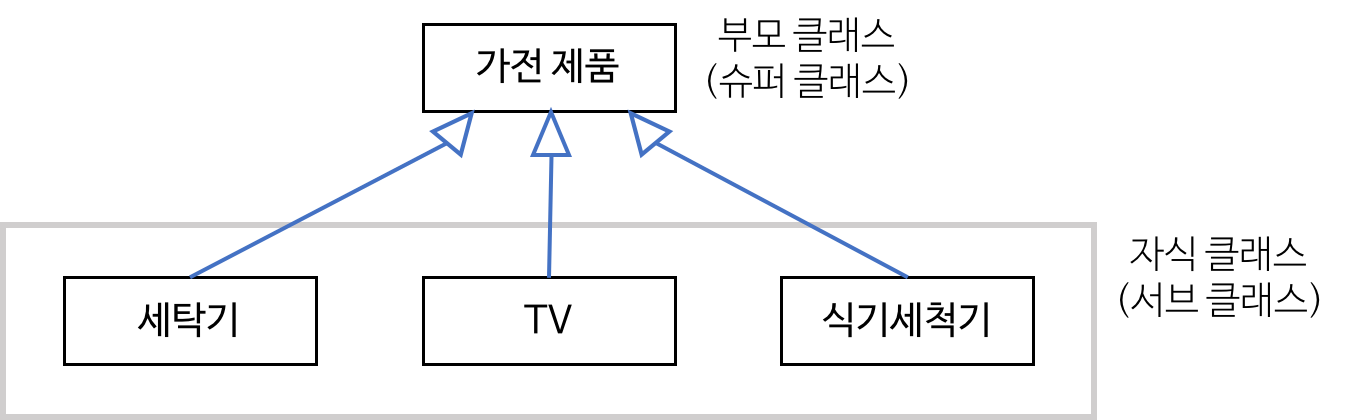 가전 제품
부모 클래스
(슈퍼 클래스)
자식 클래스
(서브 클래스)
세탁기
TV
식기세척기